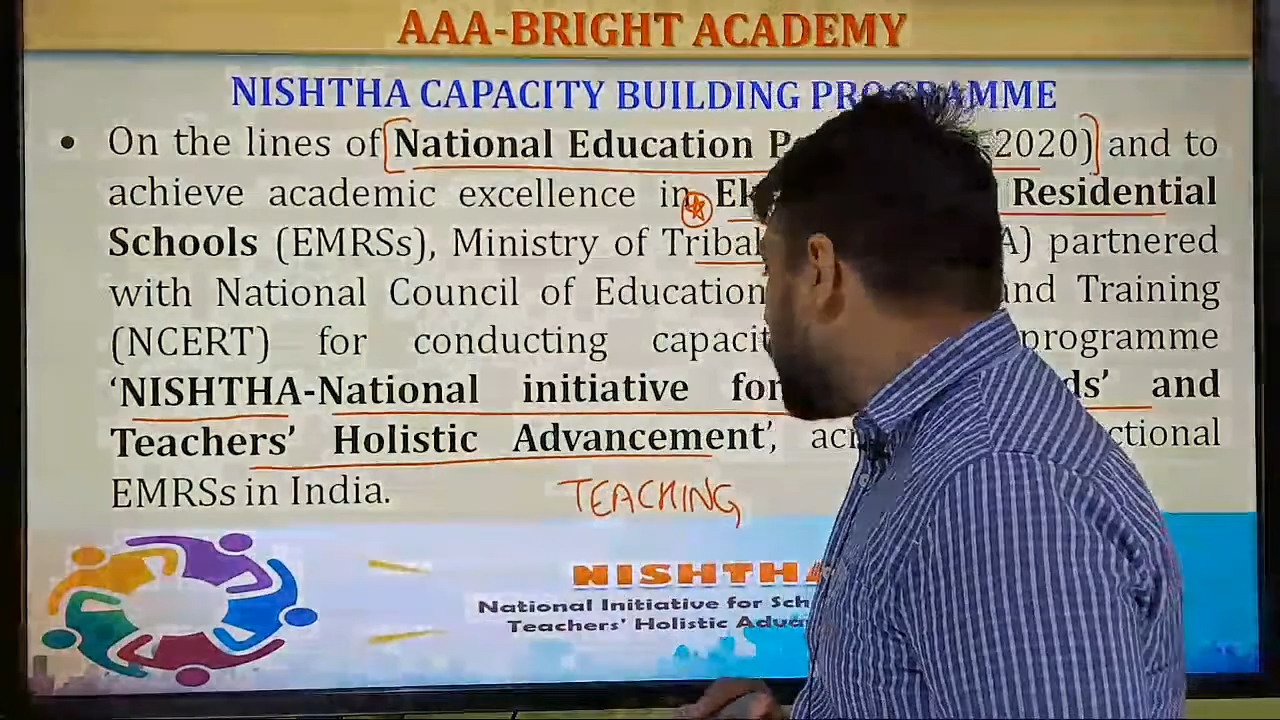 AAA-BRIGHT ACADEMY
NISHTHA CAPACITY BUILDING PROGRAMME
• On the lines of National Education 2020) and to
achieve academic excellence in Residential
Schools (EMRSs), Ministry of Tribal partnered
with National Council of Education and Training
(NCERT) for conducting programme
‘NISHTHA-National initiative for and
Teachers’ Holistic Advancement’,
EMRSs in India.
TEACHING
NISHTHA
National Initiative for
Teachers' Holistic